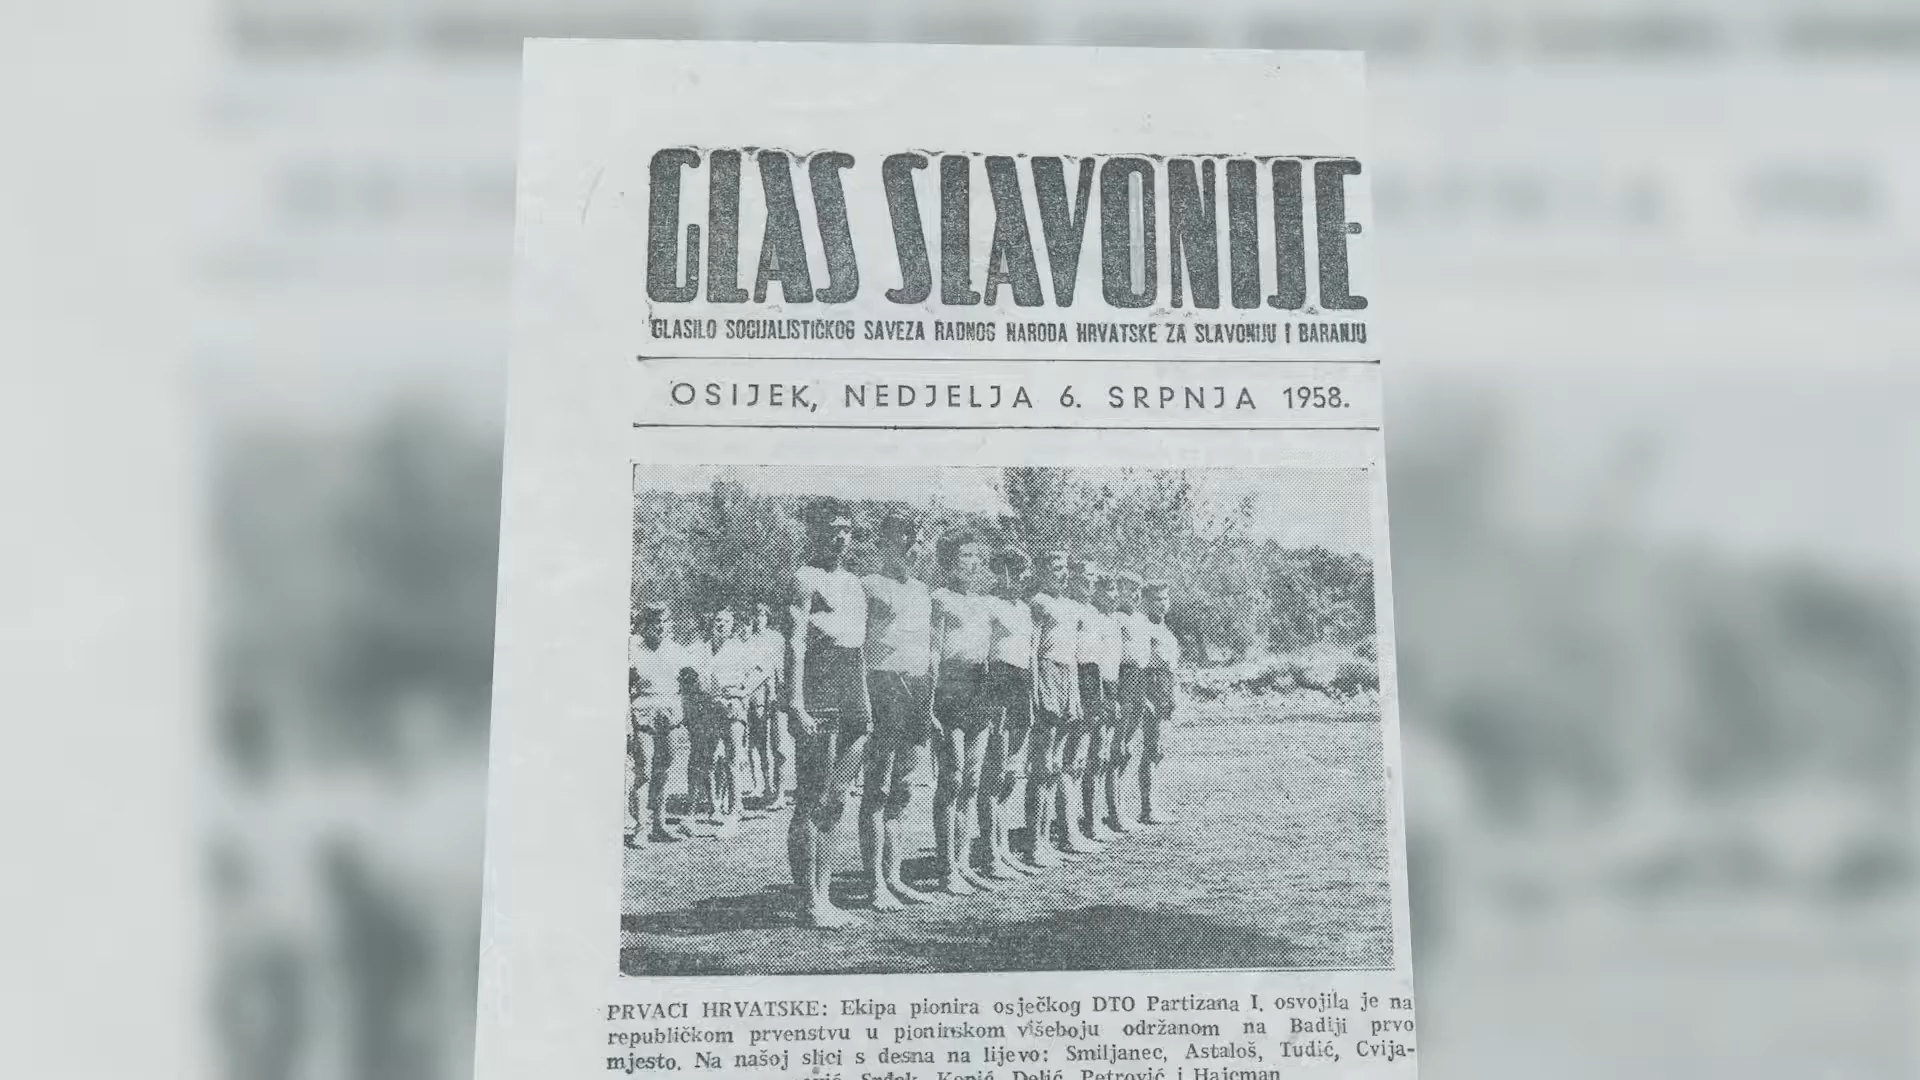 GLAS SLAVONIJE
GLASILO SOCIJALISTIČKOG SAVEZA RADNOG NARODA HRVATSKE ZA SLAVONIJU I BARANJU
OSIJEK, NEDJELJA 6. SRPNJA 1958.
PRVACI HRVATSKE: Ekipa pionira osječkog DTO Partizana I. osvojila je na
republičkom prvenstvu u pionirskom višeboju održanom na Badiji prvo
mjesto. Na našoj slici s desna na lijevo: Smiljanec, Astaloš, Tudić, Cvija-
Srđak, Konić, Delić, Petrović i Hajcman